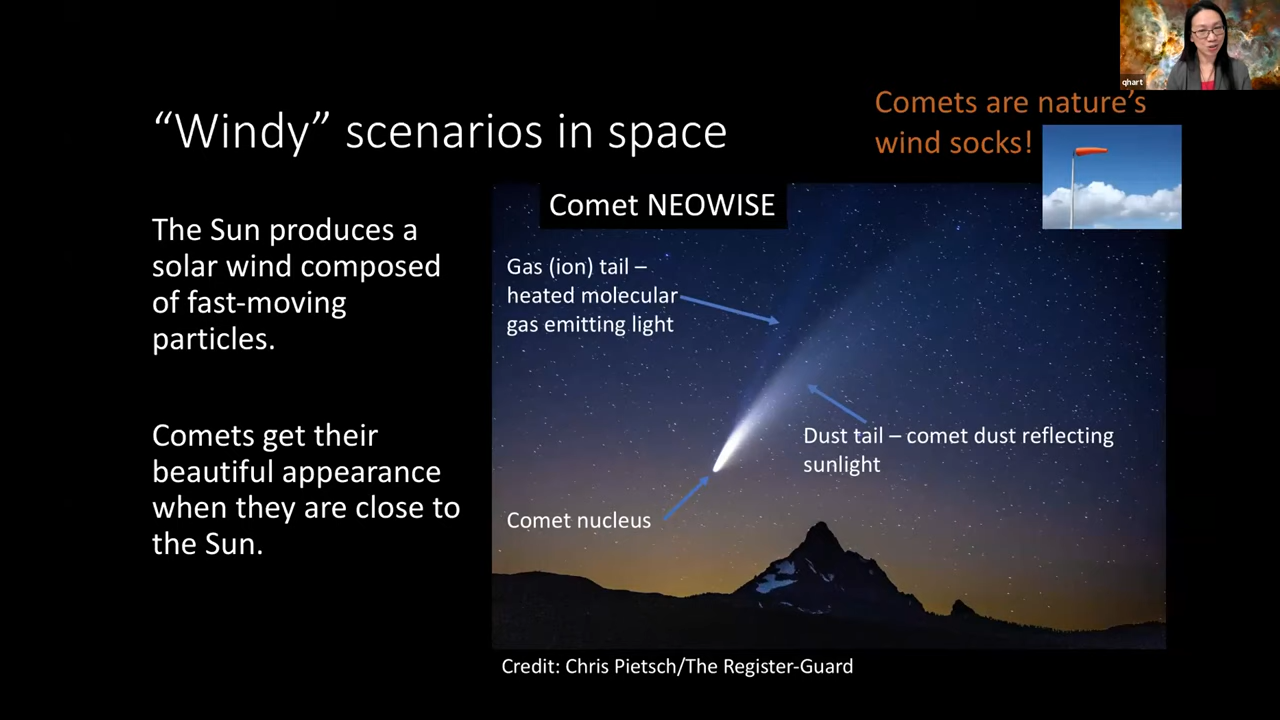 qhart
Comets are nature's
wind socks!
"Windy" scenarios in space
Comet NEOWISE
The Sun produces a
solar wind composed
of fast-moving
particles.
Gas (ion) tail –
heated molecular
gas emitting light
Dust tail – comet dust reflecting
sunlight
Comets get their
beautiful appearance
when they are close to
the Sun.
Comet nucleus
Credit: Chris Pietsch/The Register-Guard